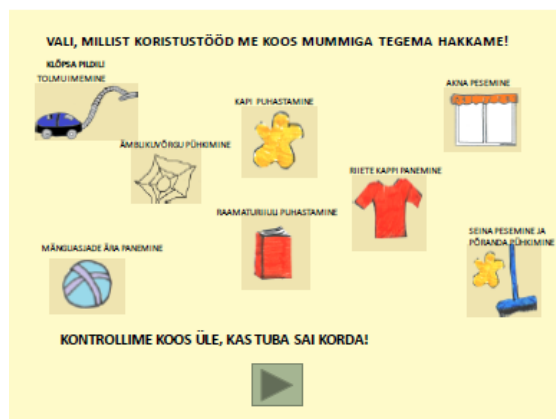 VALI, MILLIST KORISTUSTÖÖD ME KOOS MUMMIGA TEGEMA HAKKAME!
KLÕPSA PILDILI
TOLMUIMEMINE
AKNA PESEMINE
KAPI PUHASTAMINE
ÄMBLIKUVÕRGU PÜHKIMINE
RIIETE KAPPI PANEMINE
RAAMATURIIULI PUHASTAMINE
SEINA PESEMINE JA
PÕRANDA PÜHKIMINE
MÄNGUASJADE ÄRA PANEMINE
KONTROLLIME KOOS ÜLE, KAS TUBA SAI KORDA!